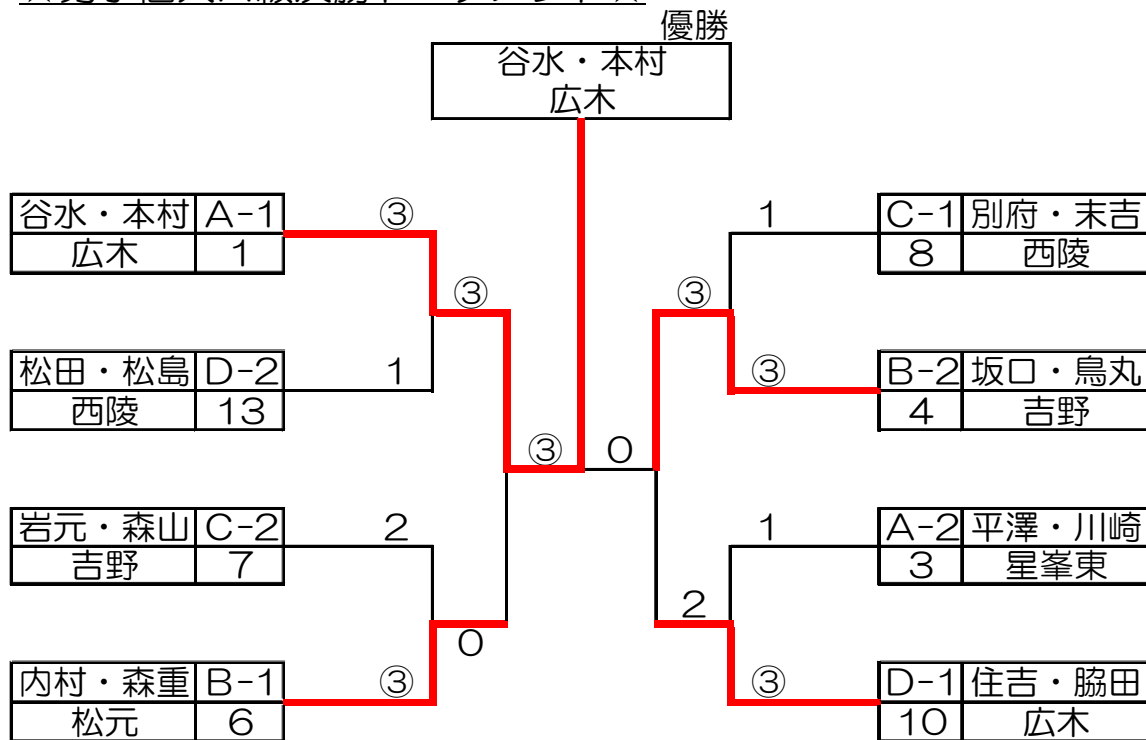 優勝
谷水・本村
広木
谷水・本村 A-1 ③ 1 C-1 別府・末吉
広木 1 8 西陵
③ ③
松田・松島 D-2 1 ③ B-2 坂口・鳥丸
西陵 13 4 吉野
③ 0
岩元・森山 C-2 2 1 A-2 平澤・川崎
吉野 7 3 星峯東
0 2
内村・森重 B-1 ③ ③ D-1 住吉・脇田
松元 6 10 広木